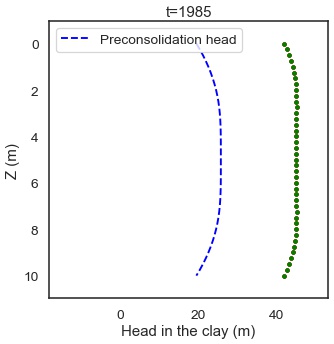 t=1985
Preconsolidation head
0
2
4
6
8
10
Z (m)
0
20
40
Head in the clay (m)